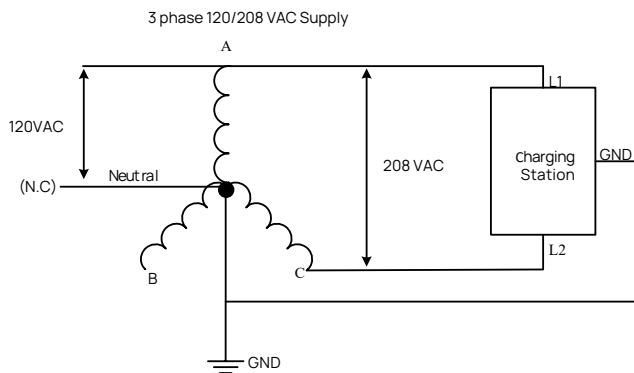 3 phase 120/208 VAC Supply
A
L1
120VAC
208 VAC
Charging
Station
GND
(N.C)
Neutral
L2
B
C
GND